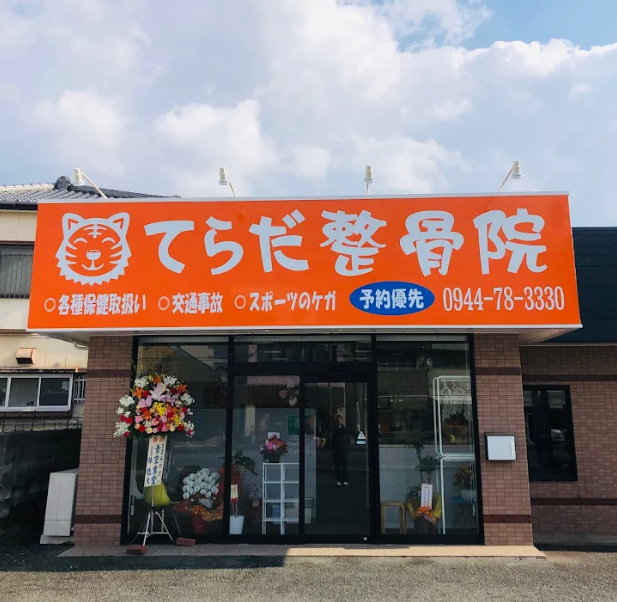 てらだ整骨院
○各種保健取扱い ○交通事故 ○スポーツのケガ 予約優先 0944-78-3330